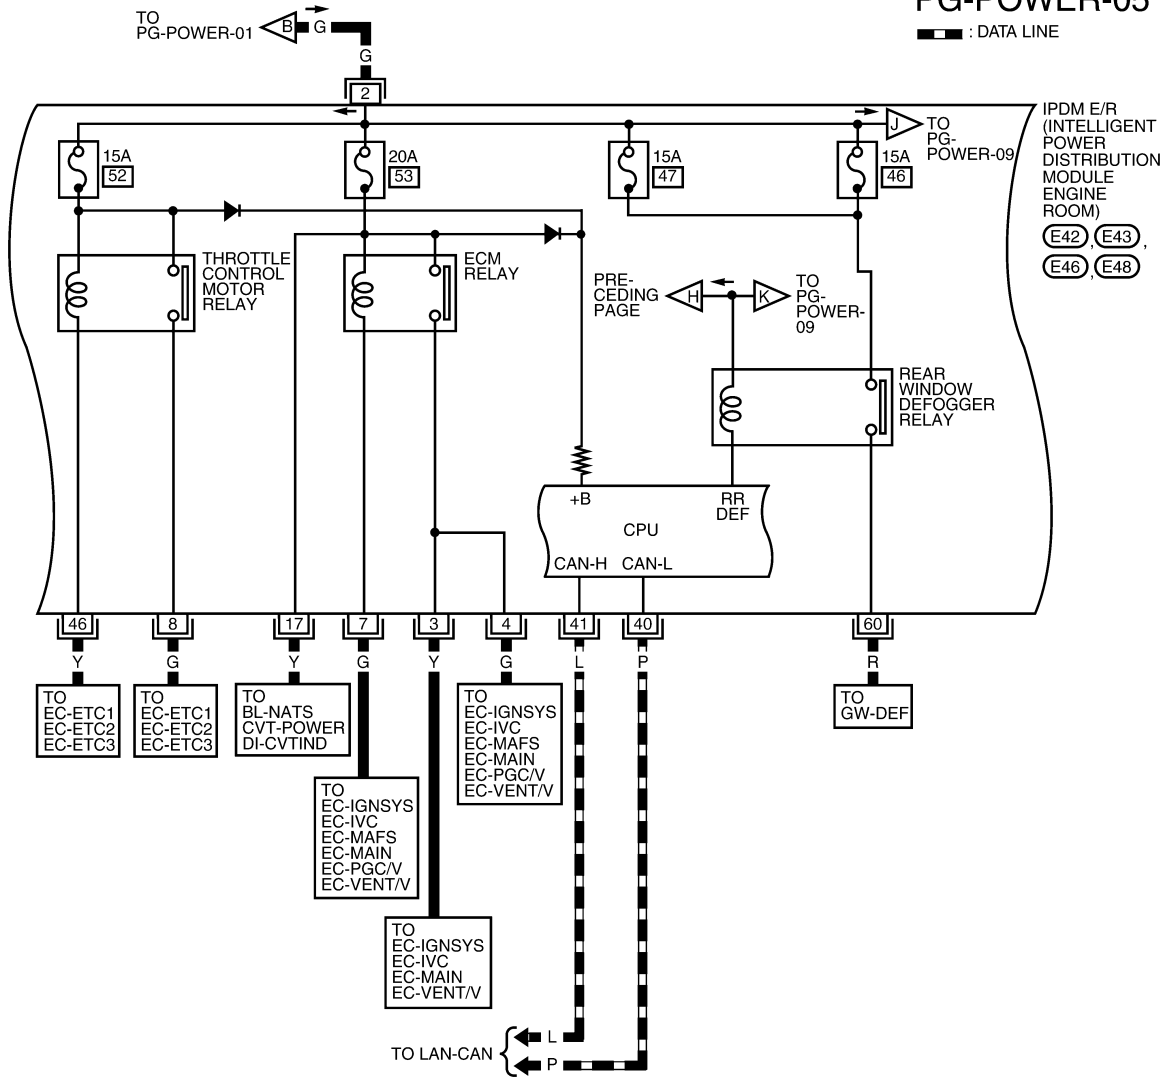 PG-POWER-05
: DATA LINE
TO
PG-POWER-01
B
G
G
2
IPDM E/R
(INTELLIGENT
POWER
DISTRIBUTION
MODULE
ENGINE
ROOM)
E42 , E43 ,
E46 , E48
J
TO
PG-
POWER-09
15A
52
20A
53
15A
47
15A
46
THROTTLE
CONTROL
MOTOR
RELAY
ECM
RELAY
PRE-
CEDING
PAGE
H
K
TO
PG-
POWER-
09
REAR
WINDOW
DEFOGGER
RELAY
+B
RR
DEF
CPU
CAN-H
CAN-L
46
8
17
7
3
4
41
40
60
Y
G
Y
G
Y
G
L
P
R
TO
EC-ETC1
EC-ETC2
EC-ETC3
TO
EC-ETC1
EC-ETC2
EC-ETC3
TO
BL-NATS
CVT-POWER
DI-CVTIND
TO
EC-IGNSYS
EC-IVC
EC-MAFS
EC-MAIN
EC-PGC/V
EC-VENT/V
TO
EC-IGNSYS
EC-IVC
EC-MAIN
EC-VENT/V
TO
EC-IGNSYS
EC-IVC
EC-MAFS
EC-MAIN
EC-PGC/V
EC-VENT/V
TO
GW-DEF
TO LAN-CAN
L
P